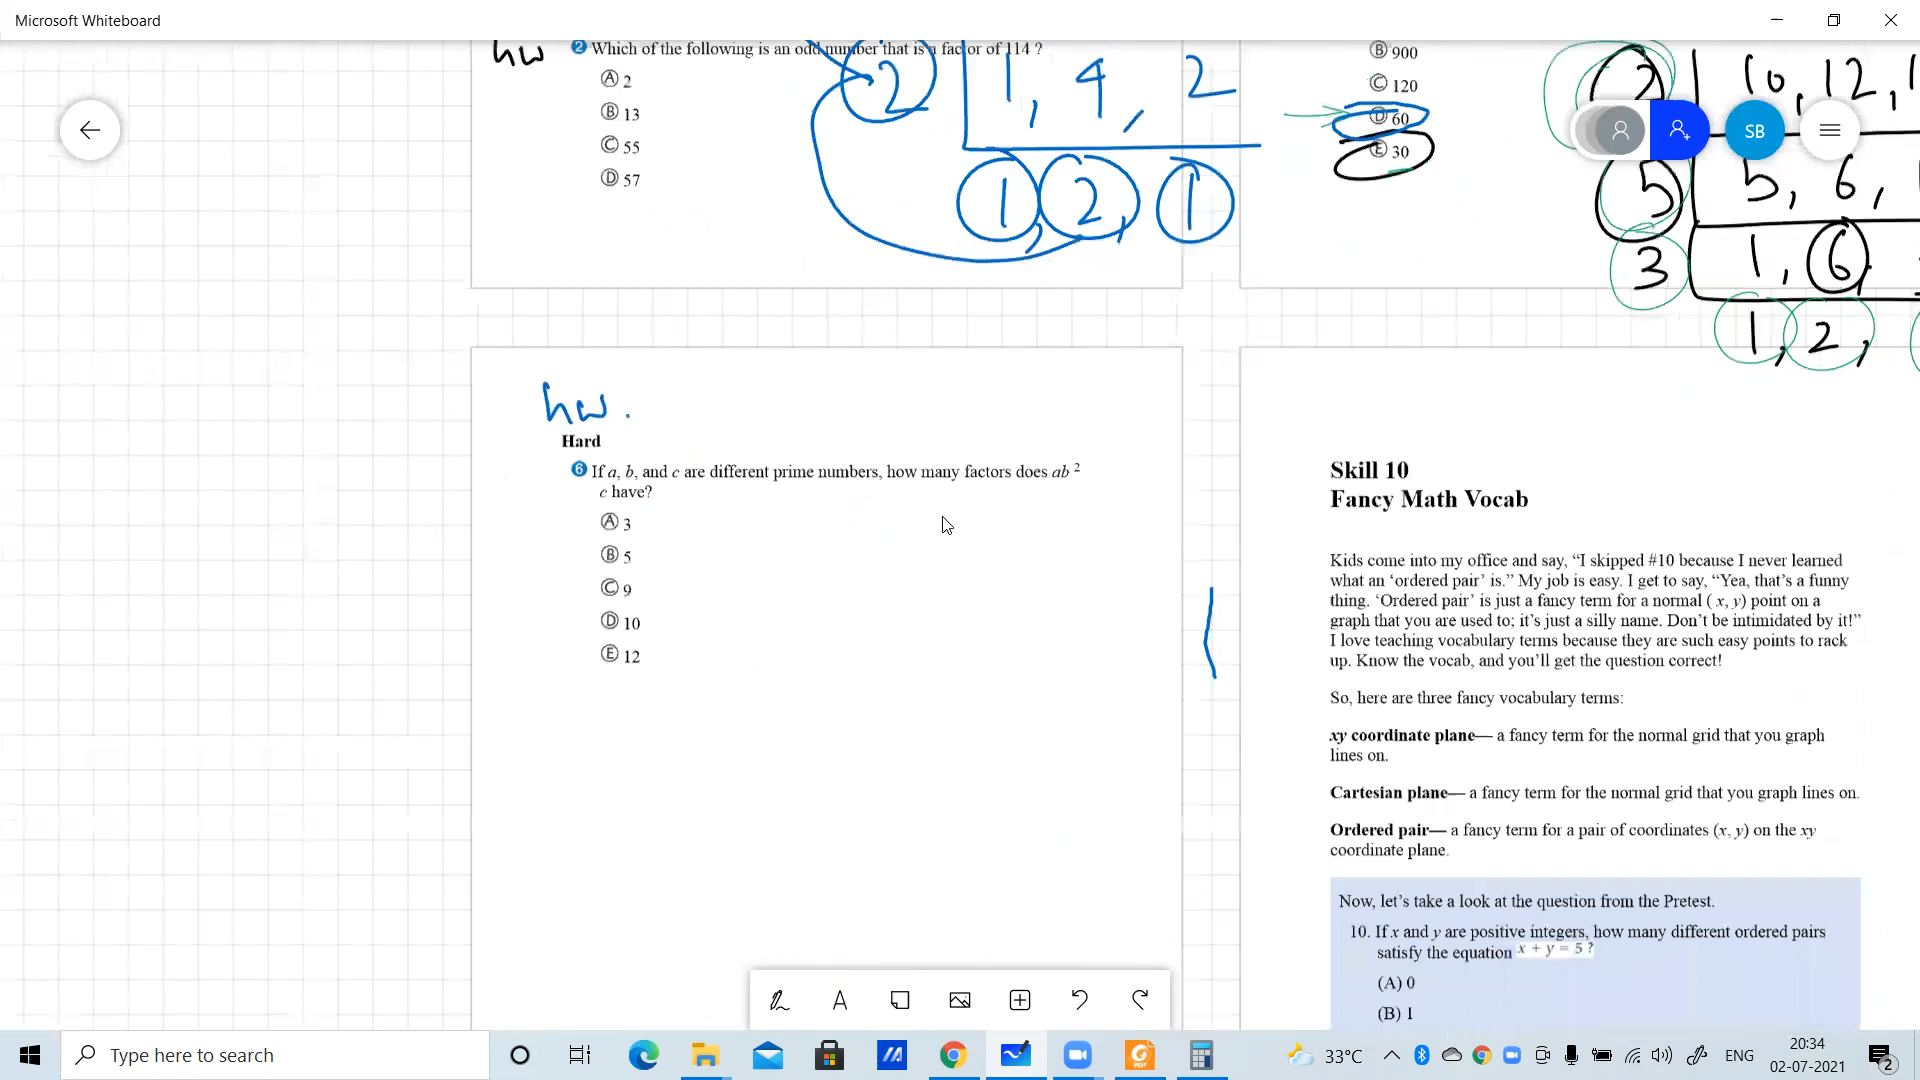 Microsoft Whiteboard
hw
2 Which of the following is an odd number that is a factor of 114 ?
A 2
B 13
C 55
D 57
2 1, 4, 2
1, 2, 1
B 900
C 120
D 60
E 30
SB
2 10, 12, 1
5 5, 6,
3 1, 6
1, 2,
hw.
Hard
6 If a, b, and c are different prime numbers, how many factors does ab 2
c have?
A 3
B 5
C 9
D 10
E 12
Skill 10
Fancy Math Vocab
Kids come into my office and say, “I skipped #10 because I never learned
what an ‘ordered pair’ is.” My job is easy. I get to say, “Yea, that’s a funny
thing. ‘Ordered pair’ is just a fancy term for a normal ( x, y) point on a
graph that you are used to; it’s just a silly name. Don’t be intimidated by it!”
I love teaching vocabulary terms because they are such easy points to rack
up. Know the vocab, and you’ll get the question correct!
So, here are three fancy vocabulary terms:
xy coordinate plane— a fancy term for the normal grid that you graph
lines on.
Cartesian plane— a fancy term for the normal grid that you graph lines on.
Ordered pair— a fancy term for a pair of coordinates (x, y) on the xy
coordinate plane.
Now, let’s take a look at the question from the Pretest.
10. If x and y are positive integers, how many different ordered pairs
satisfy the equation x + y = 5 ?
(A) 0
(B) 1
Type here to search
33°C
ENG
20:34
02-07-2021
2